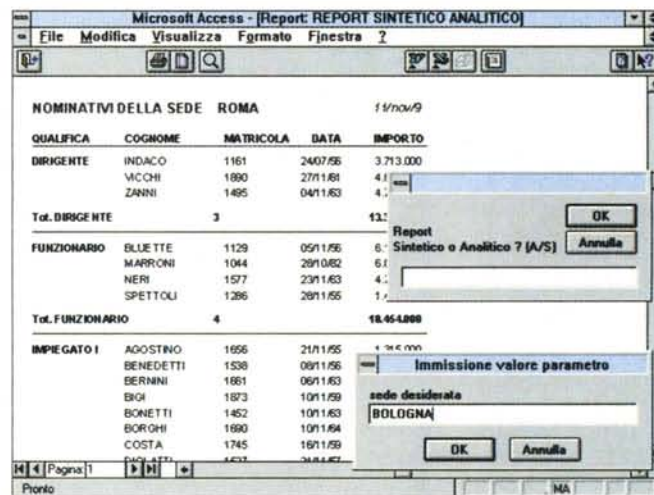 Microsoft Access - [Report: REPORT SINTETICO ANALITICO]
File Modifica Visualizza Formato Finestra ?
NOMINATIVI DELLA SEDE ROMA 11/nov/9
QUALIFICA COGNOME MATRICOLA DATA IMPORTO
DIRIGENTE INDACO 1161 24/07/56 3.713.000
VICCHI 1890 27/11/61
ZANNI 1495 04/11/63
Tot. DIRIGENTE 3
FUNZIONARIO BLUETTE 1129 05/11/56
MARRONI 1044 28/10/82
NERI 1577 23/11/63
SPETTOLI 1286 28/11/55
Tot. FUNZIONARIO 4 18.454.000
IMPIEGATO I AGOSTINO 1656 21/11/55
BENEDETTI 1538 08/11/56
BERNINI 1661 06/11/63
BIGI 1873 10/11/59
BONETTI 1452 10/11/63
BORGHI 1690 10/11/64
COSTA 1745 16/11/59
Report
Sintetico o Analitico ? (A/S)
OK
Annulla
Immissione valore parametro
sede desiderata
BOLOGNA
OK Annulla
Pagina: 1
Pronto MA